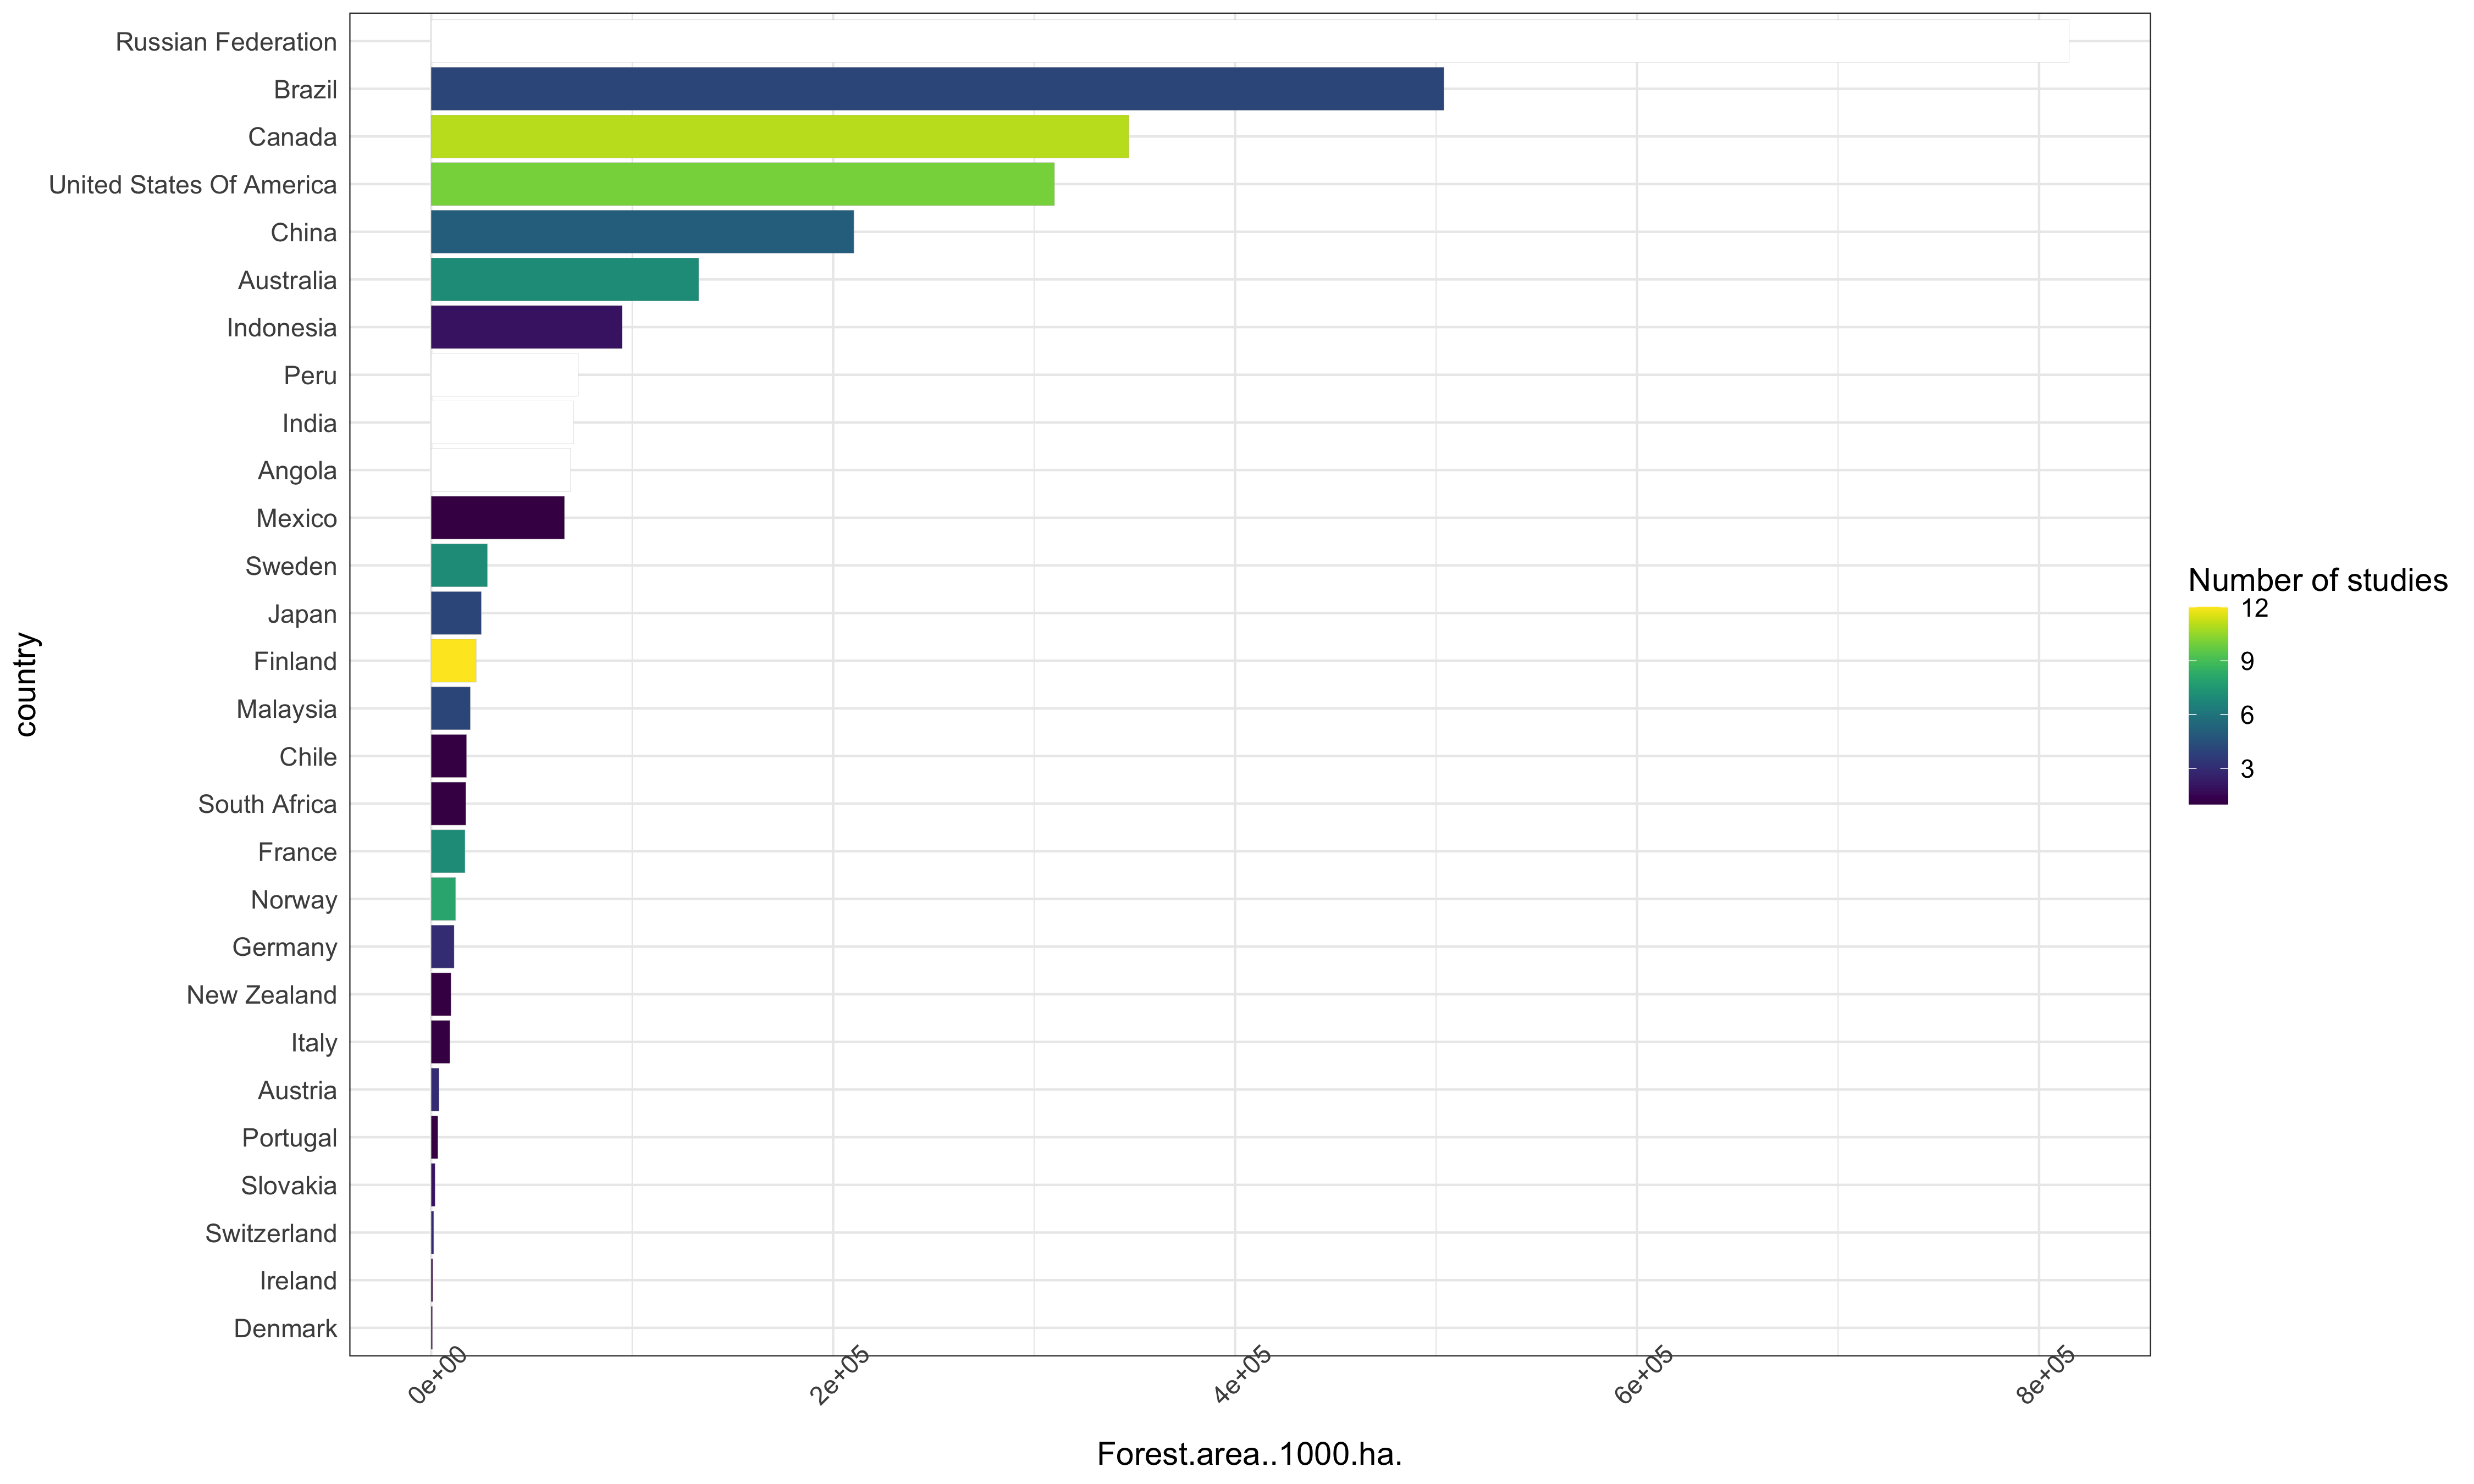 Russian Federation
Brazil
Canada
United States Of America
China
Australia
Indonesia
Peru
India
Angola
Mexico
Sweden
Japan
Finland
Malaysia
Chile
South Africa
France
Norway
Germany
New Zealand
Italy
Austria
Portugal
Slovakia
Switzerland
Ireland
Denmark
country
0e+00
2e+05
4e+05
6e+05
8e+05
Forest.area..1000.ha.
Number of studies
12
9
6
3